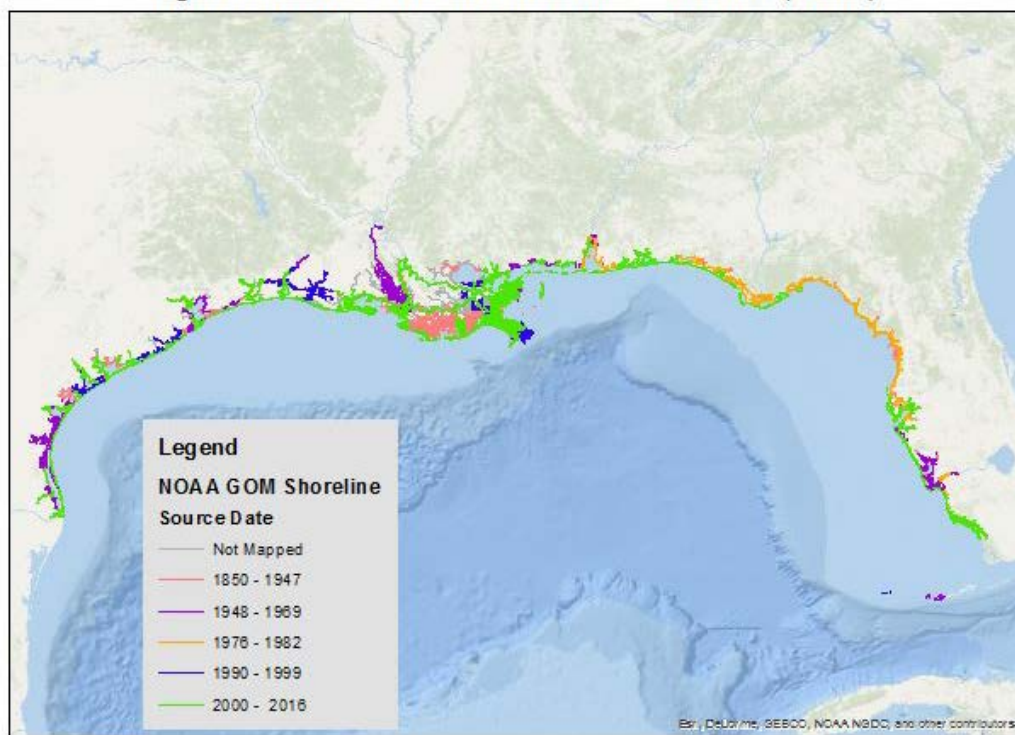 Legend
NOAA GOM Shoreline
Source Date
Not Mapped
1850 - 1947
1948 - 1969
1976 - 1982
1990 - 1999
2000 - 2016
Esri, DeLorme, GEBCO, NOAA NGDC, and other contributors